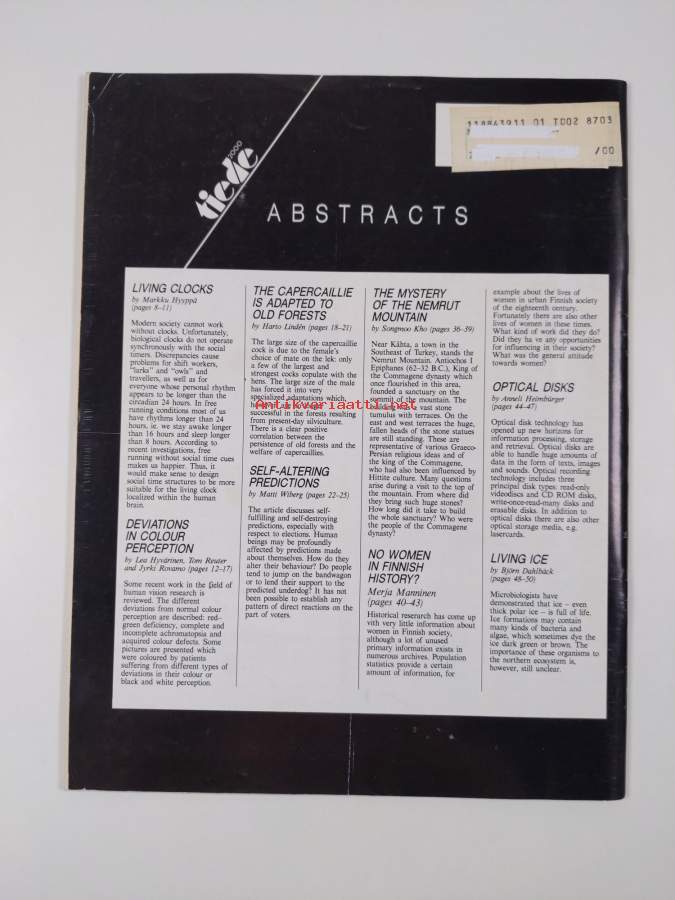 118863911 01 TD02 8703
/00
tiede
2000
ABSTRACTS
LIVING CLOCKS
by Markku Hyyppä
(pages 8–11)
Modern society cannot work
without clocks. Unfortunately,
biological clocks do not operate
synchronously with the social
timers. Discrepancies cause
problems for shift workers,
"larks" and "owls" and
travellers, as well as for
everyone whose personal rhythm
appears to be longer than the
circadian 24 hours. In free
running conditions most of us
have rhythms longer than 24
hours, ie. we stay awake longer
than 16 hours and sleep longer
than 8 hours. According to
recent investigations, free
running without social time cues
makes us happier. Thus, it
would make sense to design
social time structures to be more
suitable for the living clock
localized within the human
brain.
DEVIATIONS
IN COLOUR
PERCEPTION
by Lea Hyvärinen, Tom Reuter
and Jyrki Rovamo (pages 12–17)
Some recent work in the field of
human vision research is
reviewed. The different
deviations from normal colour
perception are described: red-
green deficiency, complete and
incomplete achromatopsia and
acquired colour defects. Some
pictures are presented which
were coloured by patients
suffering from different types of
deviations in their colour or
black and white perception.
THE CAPERCAILLIE
IS ADAPTED TO
OLD FORESTS
by Harto Lindén (pages 18–21)
The large size of the capercaillie
cock is due to the female's
choice of mate on the lek: only
a few of the largest and
strongest cocks copulate with the
hens. The large size of the male
has forced it into very
specialized adaptations which,
successful in the forests resulting
from present-day silviculture.
There is a clear positive
correlation between the
persistence of old forests and the
welfare of capercaillies.
SELF-ALTERING
PREDICTIONS
by Matti Wiberg (pages 22–25)
The article discusses self-
fulfilling and self-destroying
predictions, especially with
respect to elections. Human
beings may be profoundly
affected by predictions made
about themselves. How do they
alter their behaviour? Do people
tend to jump on the bandwagon
or to lend their support to the
predicted underdog? It has not
been possible to establish any
pattern of direct reactions on the
part of voters.
THE MYSTERY
OF THE NEMRUT
MOUNTAIN
by Songmoo Kho (pages 36–39)
Near Kâhta, a town in the
Southeast of Turkey, stands the
Nemrut Mountain. Antiochos I
Epiphanes (62–32 B.C.), King of
the Commagene dynasty which
once flourished in this area,
founded a sanctuary on the
summit of the mountain. The
vast stone
tumulus with terraces. On the
east and west terraces the huge,
fallen heads of the stone statues
are still standing. These are
representative of various Graeco-
Persian religious ideas and of
the king of the Commagene,
who had also been influenced by
Hittite culture. Many questions
arise during a visit to the top of
the mountain. From where did
they bring such huge stones?
How long did it take to build
the whole sanctuary? Who were
the people of the Commagene
dynasty?
NO WOMEN
IN FINNISH
HISTORY?
Merja Manninen
(pages 40–43)
Historical reserarch has come up
vith very little information about
women in Finnish society,
although a lot of unused
primary information exists in
numerous archives. Population
statistics provide a certain
amount of information, for
example about the lives of
women in urban Finnish society
of the eighteenth century.
Fortunately there are also other
lives of women in these times.
What kind of work did they do?
Did they ha ve any opportunities
for influencing in their society?
What was the general attitude
towards women?
OPTICAL DISKS
by Anneli Heimbürger
(pages 44–47)
Optical disk technology has
opened up new horizons for
information processing, storage
and retrieval. Optical disks are
able to handle huge amounts of
data in the form of texts, images
and sounds. Optical recording
technology includes three
principal disk types: read-only
videodiscs and CD ROM disks,
write-once-read-many disks and
erasable disks. In addition to
optical disks there are also other
optical storage media, e.g.
lasercards.
LIVING ICE
by Björn Dahlbäck
(pages 48–50)
Microbiologists have
demonstrated that ice – even
thick polar ice – is full of life.
Ice formations may contain
many kinds of bacteria and
algae, which sometimes dye the
ice dark green or brown. The
importance of these organisms to
the northern ecosystem is,
however, still unclear.
Antikvariaatti.net